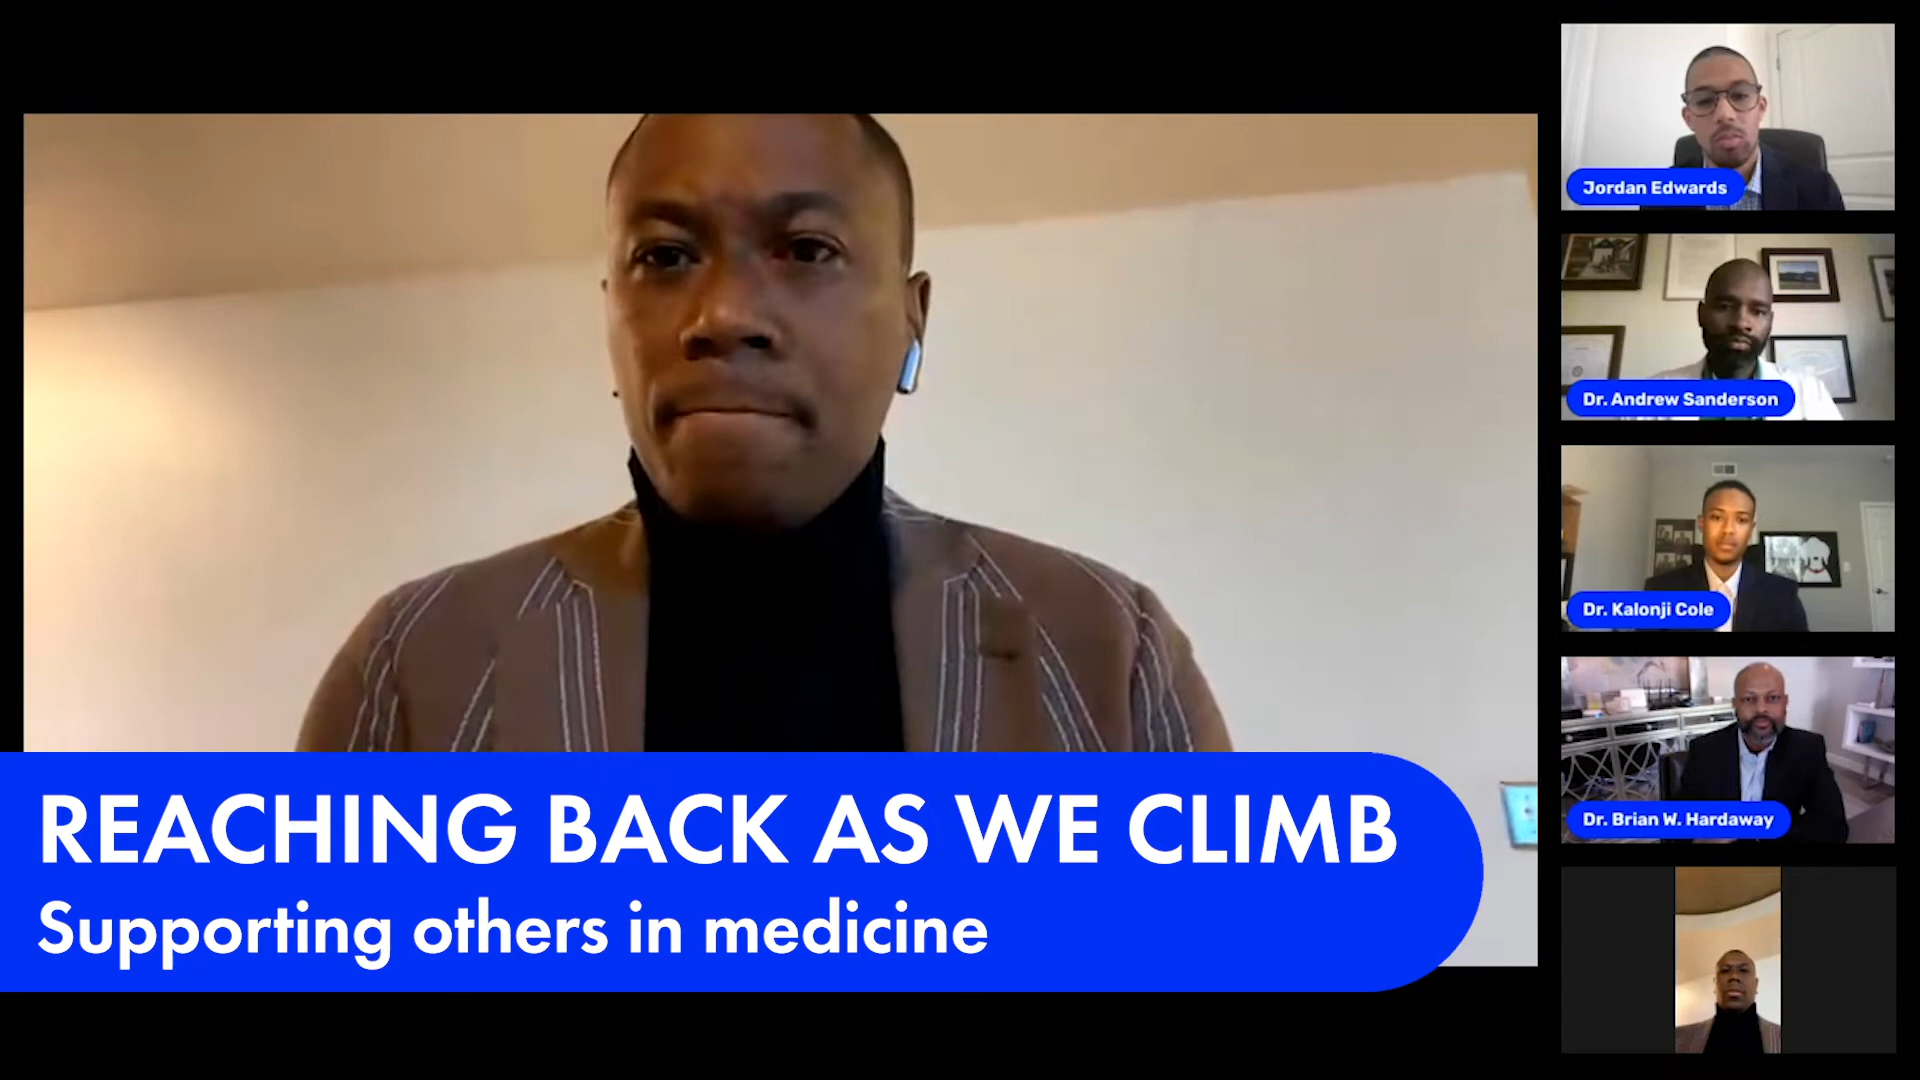 REACHING BACK AS WE CLIMB
Supporting others in medicine
Jordan Edwards
Dr. Andrew Sanderson
Dr. Kalonji Cole
Dr. Brian W. Hardaway